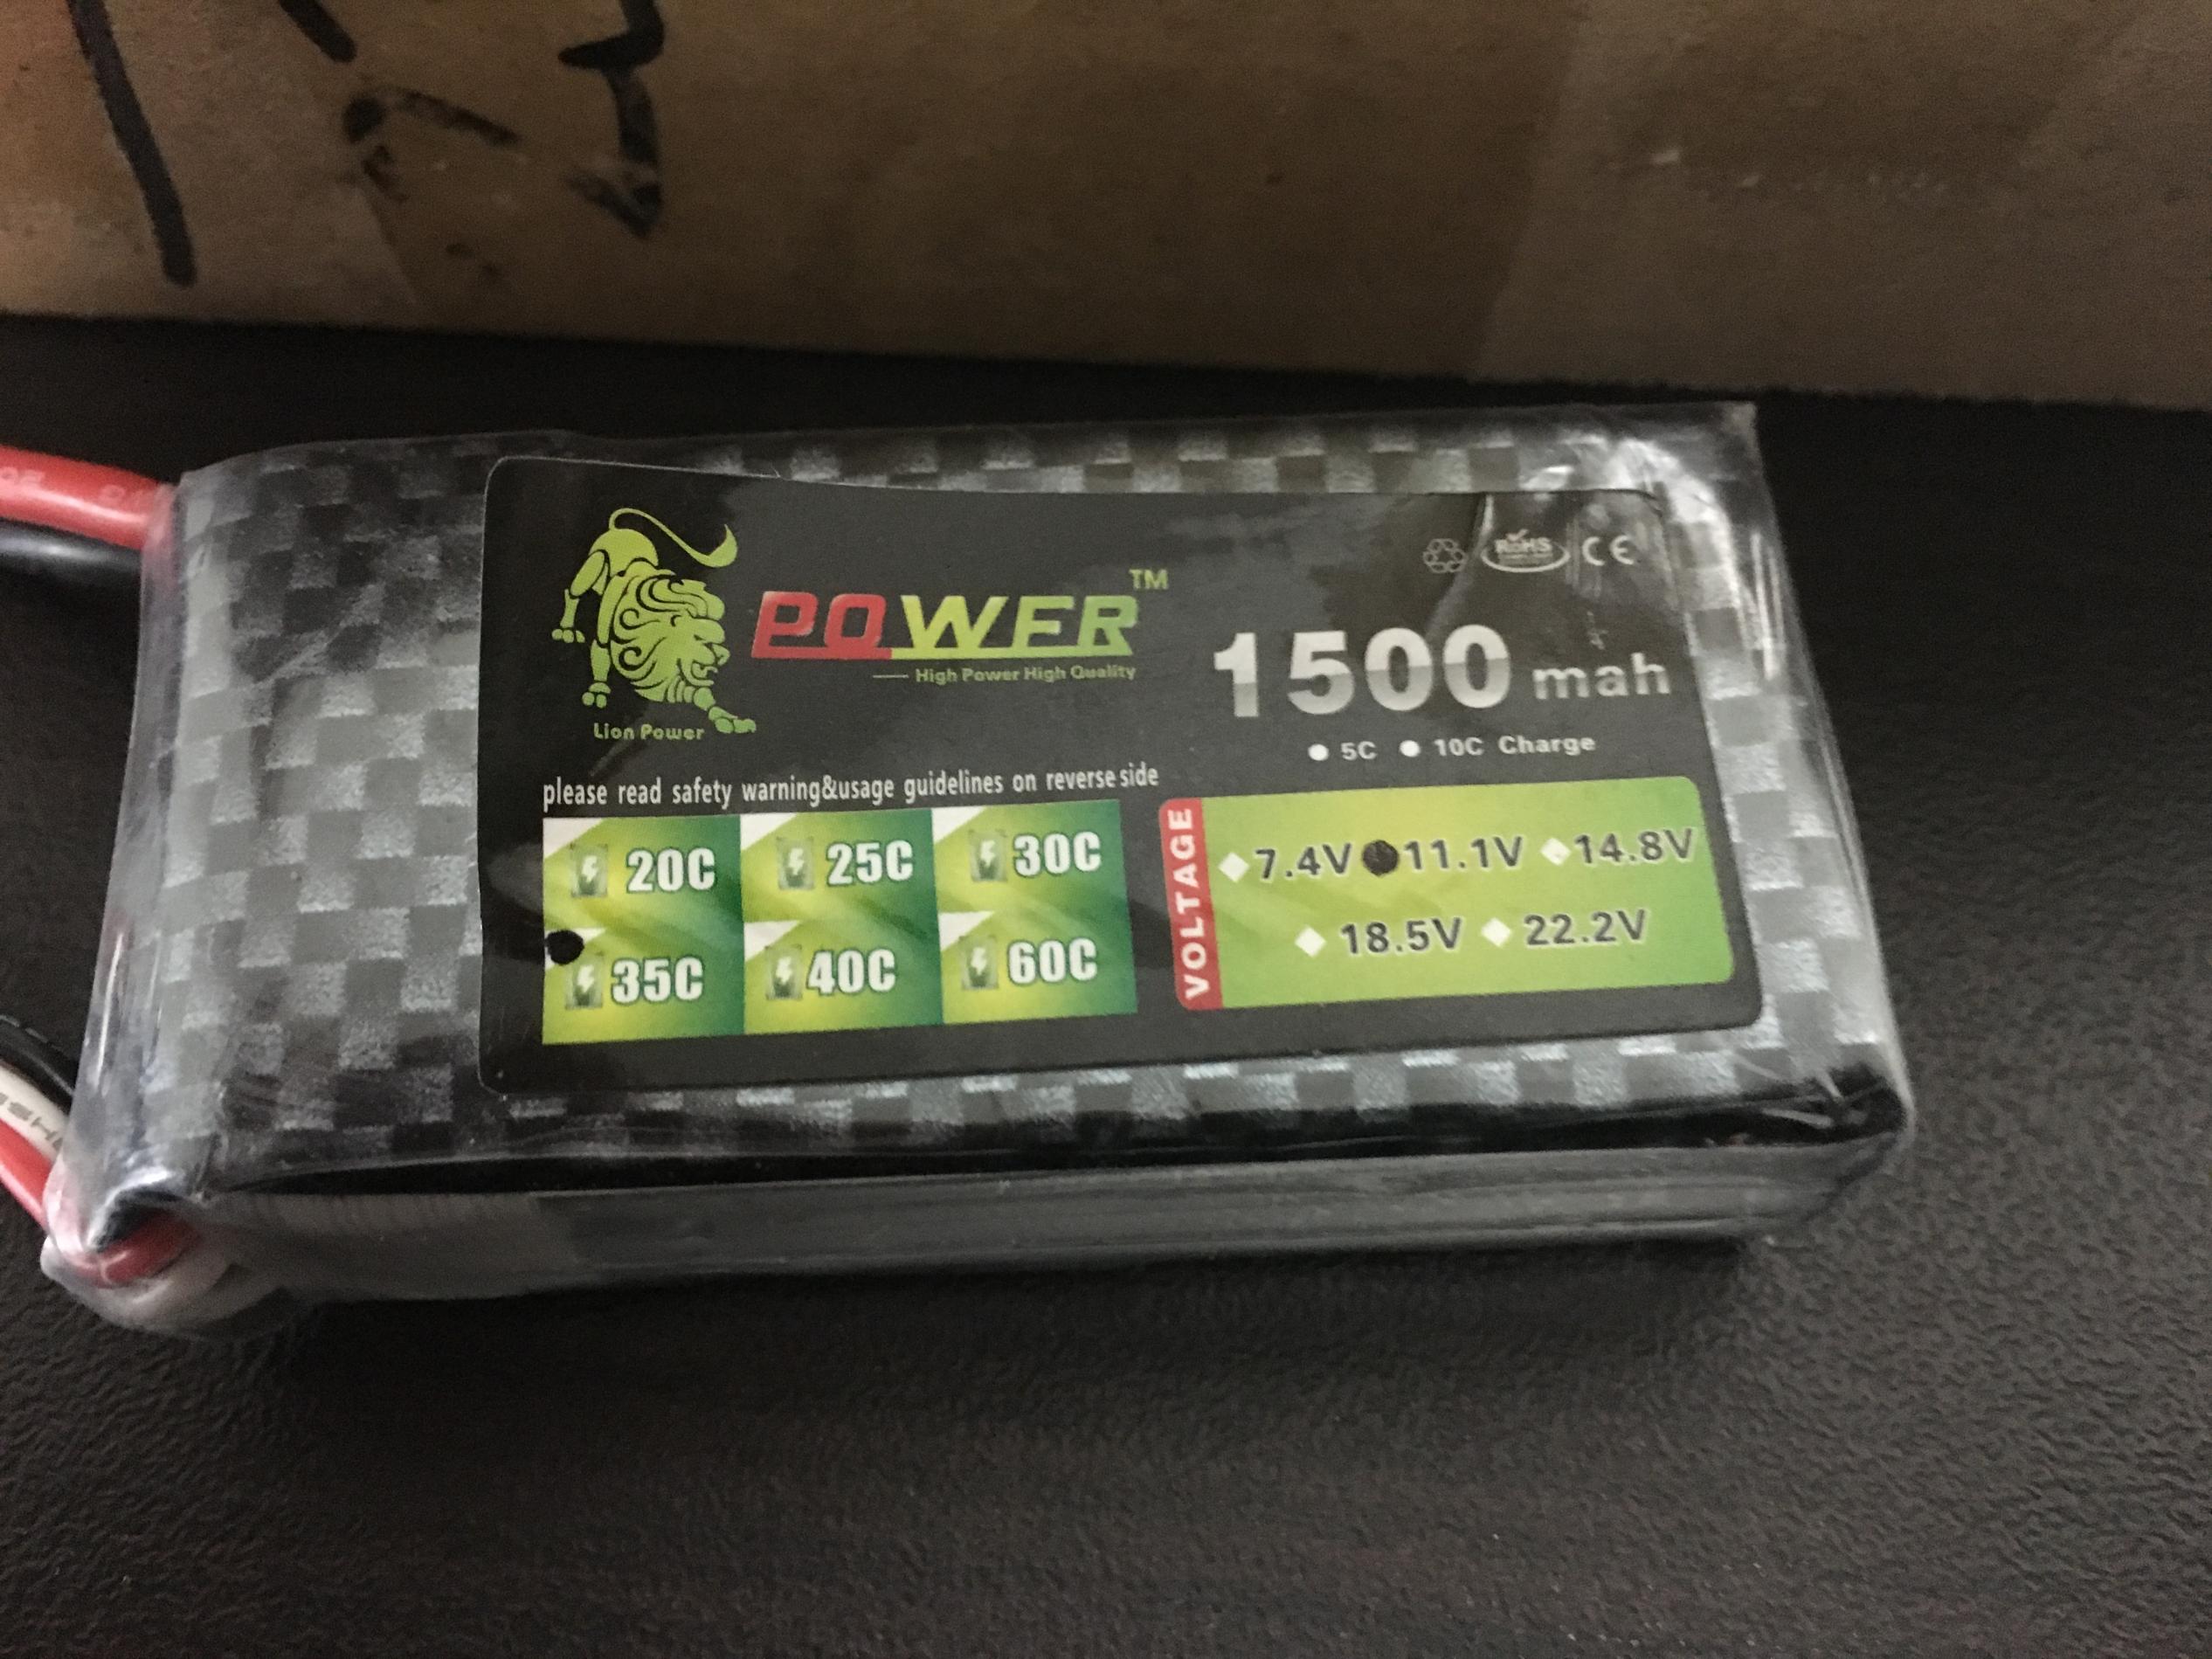 POWER™
High Power High Quality
Lion Power
RoHS
CE
1500 mah
5C 10C Charge
please read safety warning&usage guidelines on reverse side
20C 25C 30C
35C 40C 60C
VOLTAGE
7.4V 11.1V 14.8V
18.5V 22.2V